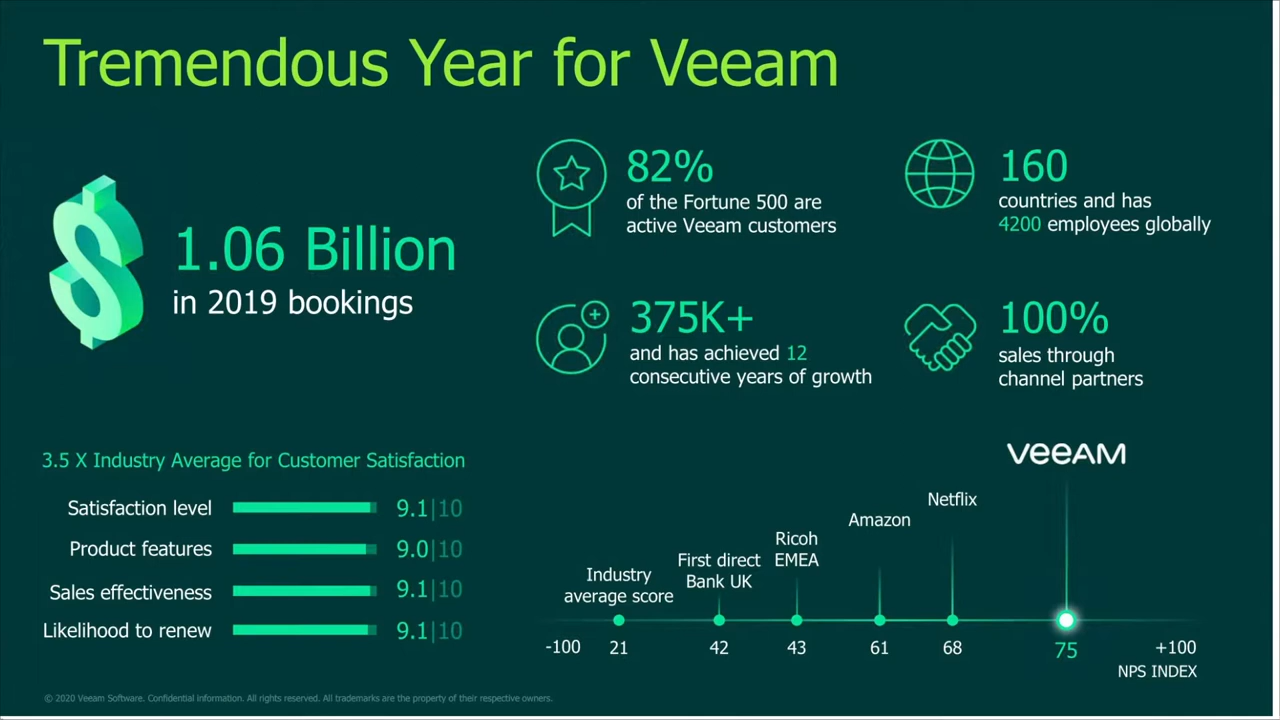 Tremendous Year for Veeam
1.06 Billion
in 2019 bookings
82%
of the Fortune 500 are
active Veeam customers
160
countries and has
4200 employees globally
375K+
and has achieved 12
consecutive years of growth
100%
sales through
channel partners
3.5 X Industry Average for Customer Satisfaction
Satisfaction level 9.1|10
Product features 9.0|10
Sales effectiveness 9.1|10
Likelihood to renew 9.1|10
VeeAM
Netflix
Amazon
Ricoh
EMEA
First direct
Bank UK
Industry
average score
-100 21 42 43 61 68 75 +100
NPS INDEX
© 2020 Veeam Software. Confidential information. All rights reserved. All trademarks are the property of their respective owners.